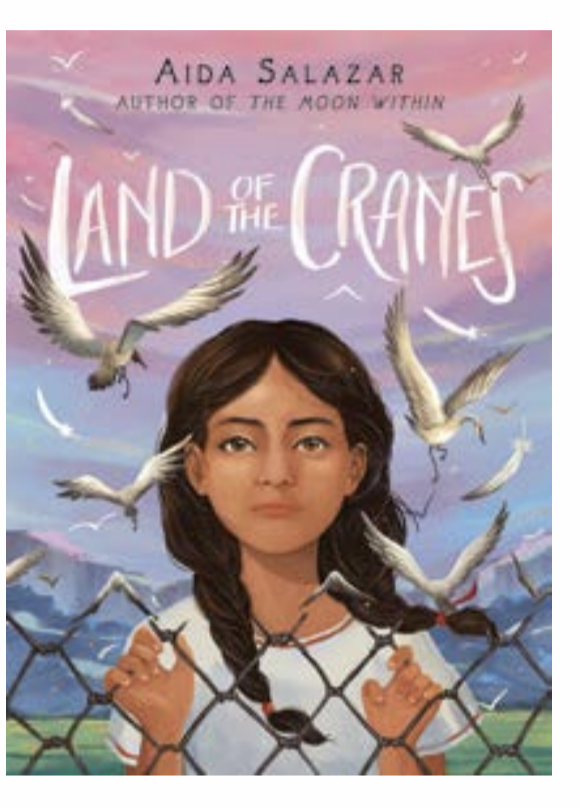 AIDA SALAZAR
AUTHOR OF THE MOON WITHIN
LAND OF THE CRANES